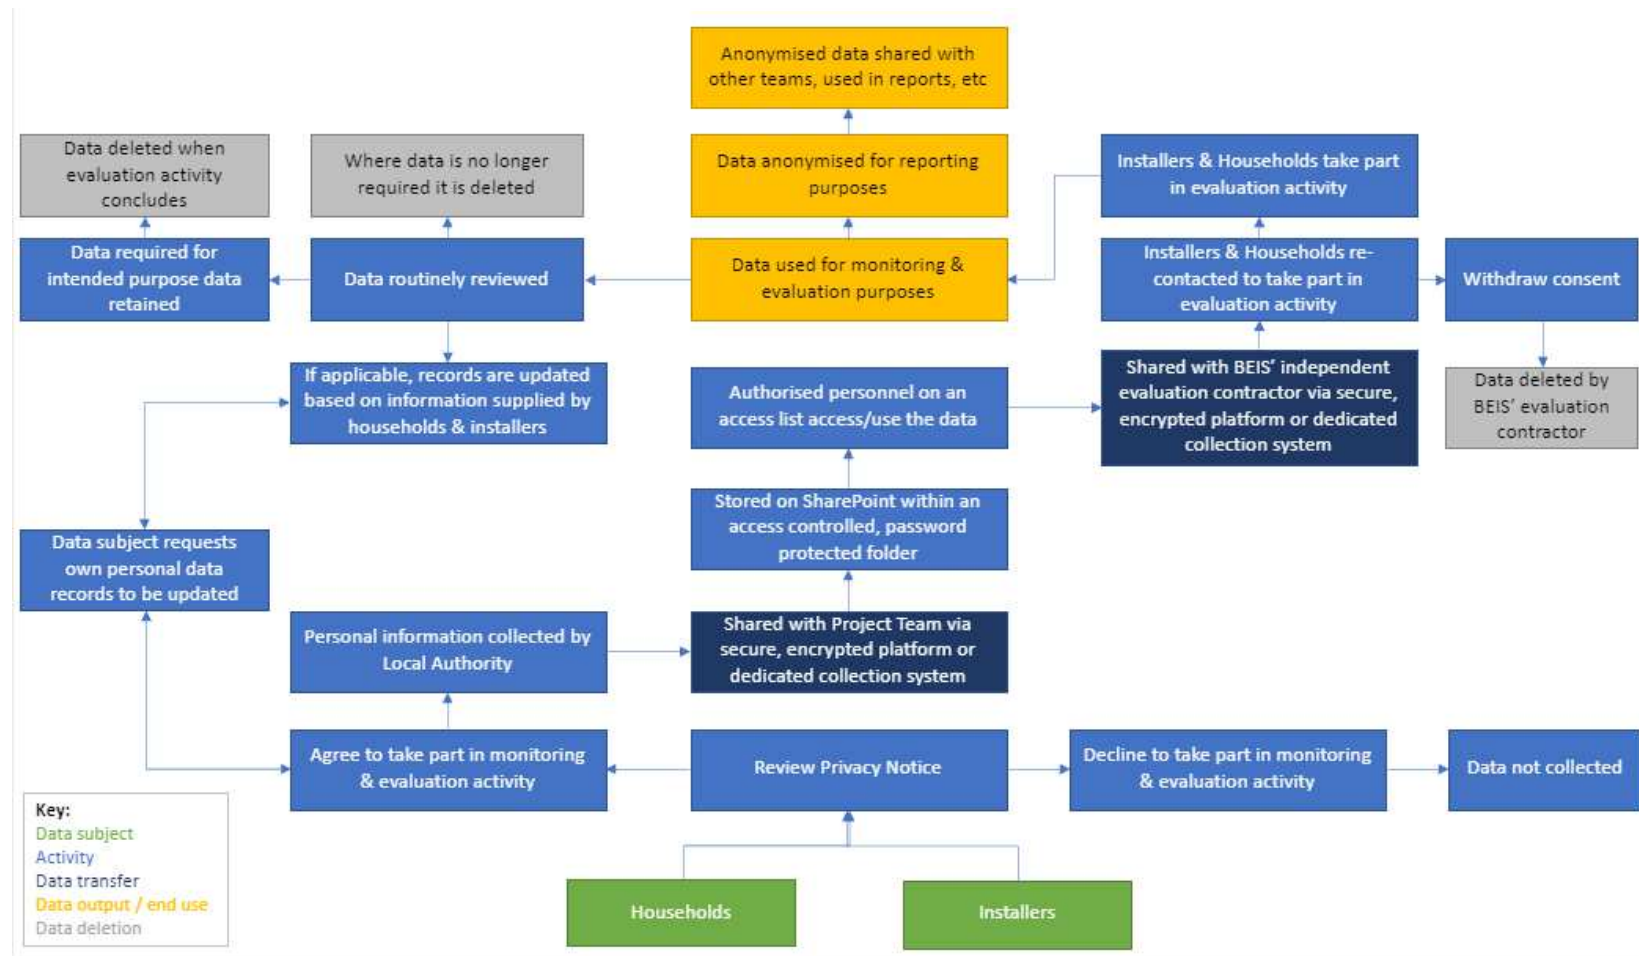 Anonymised data shared with
other teams, used in reports, etc
Data deleted when
evaluation activity
concludes
Where data is no longer
required it is deleted
Data anonymised for reporting
purposes
Installers & Households take part
in evaluation activity
Data required for
intended purpose data
retained
Data routinely reviewed
Data used for monitoring &
evaluation purposes
Installers & Households re-
contacted to take part in
evaluation activity
Withdraw consent
If applicable, records are updated
based on information supplied by
households & installers
Authorised personnel on an
access list access/use the data
Shared with BEIS’ independent
evaluation contractor via secure,
encrypted platform or dedicated
collection system
Data deleted by
BEIS’ evaluation
contractor
Stored on SharePoint within an
access controlled, password
protected folder
Data subject requests
own personal data
records to be updated
Personal information collected by
Local Authority
Shared with Project Team via
secure, encrypted platform or
dedicated collection system
Agree to take part in monitoring
& evaluation activity
Review Privacy Notice
Decline to take part in monitoring
& evaluation activity
Data not collected
Key:
Data subject
Activity
Data transfer
Data output / end use
Data deletion
Households
Installers